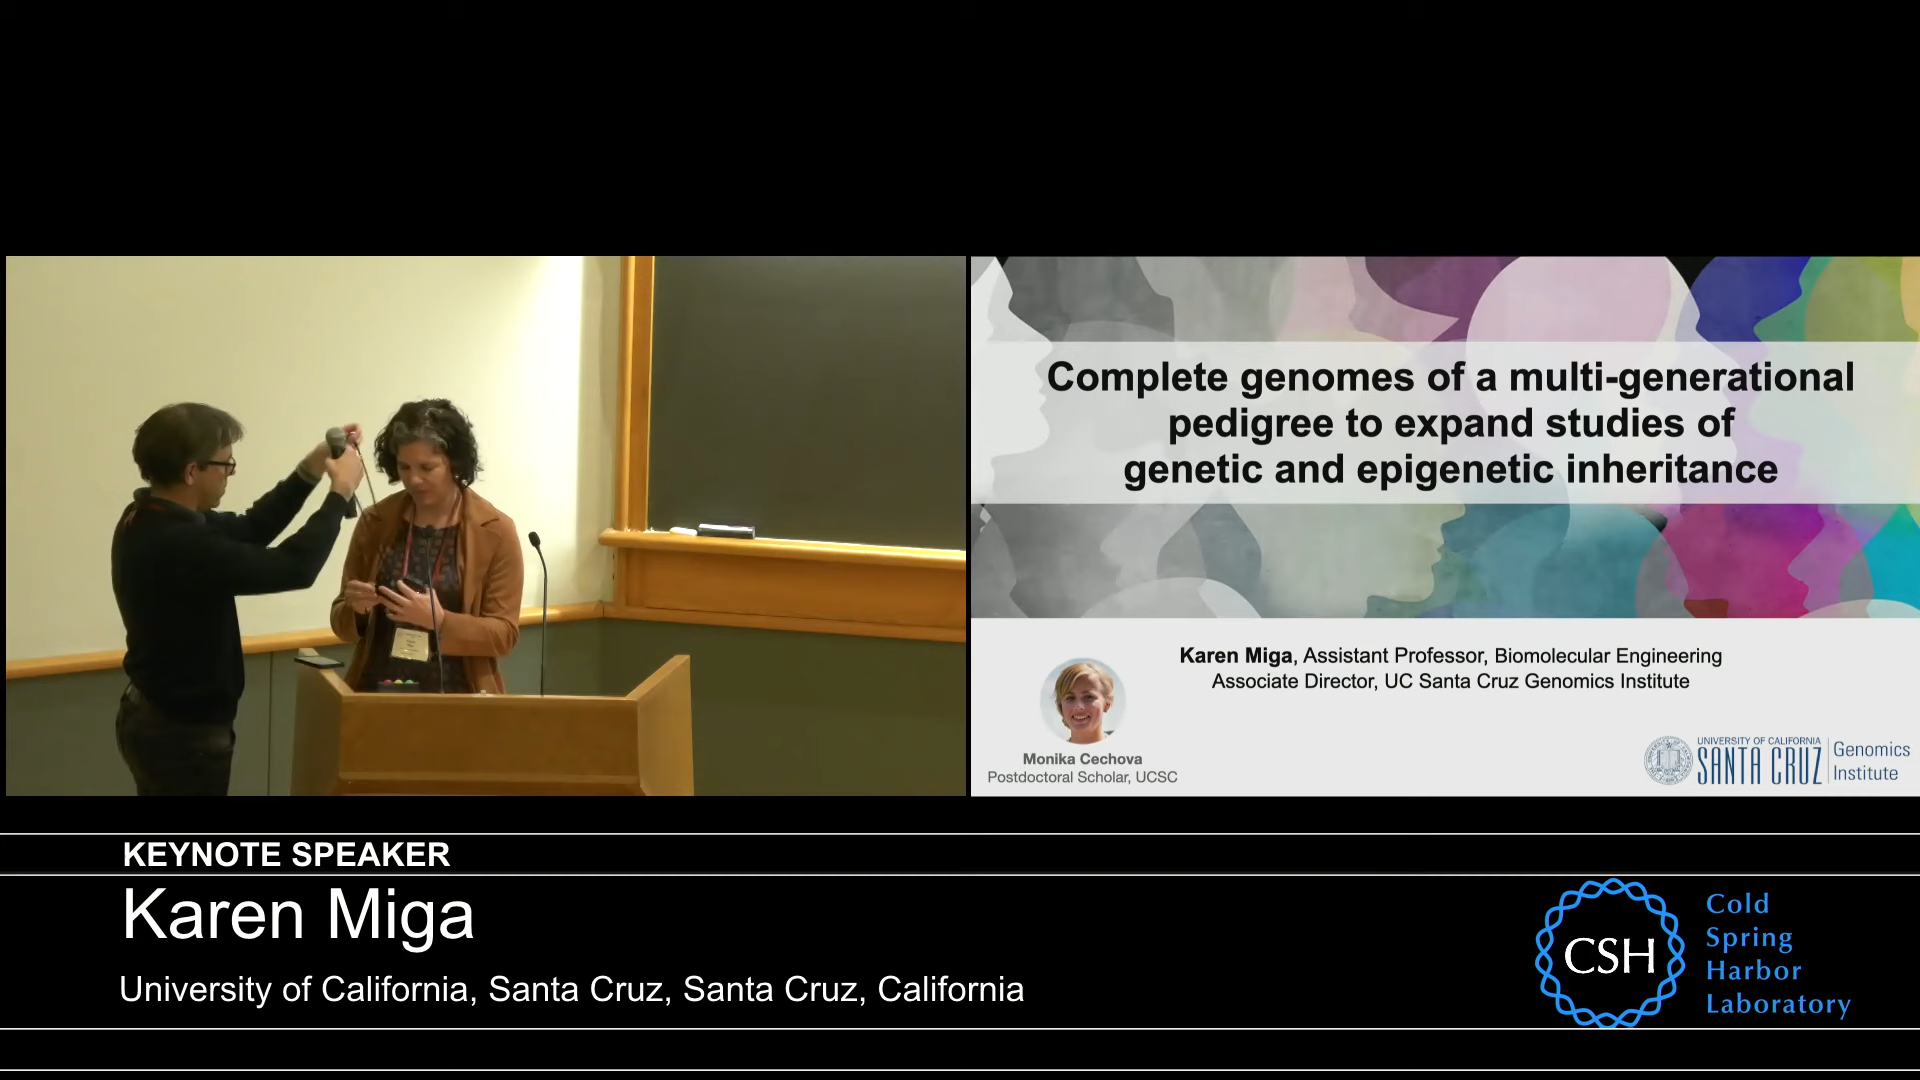 Complete genomes of a multi-generational
pedigree to expand studies of
genetic and epigenetic inheritance
Karen Miga, Assistant Professor, Biomolecular Engineering
Associate Director, UC Santa Cruz Genomics Institute
Monika Cechova
Postdoctoral Scholar, UCSC
UNIVERSITY OF CALIFORNIA
SANTA CRUZ
Genomics
Institute
KEYNOTE SPEAKER
Karen Miga
University of California, Santa Cruz, Santa Cruz, California
CSH
Cold
Spring
Harbor
Laboratory